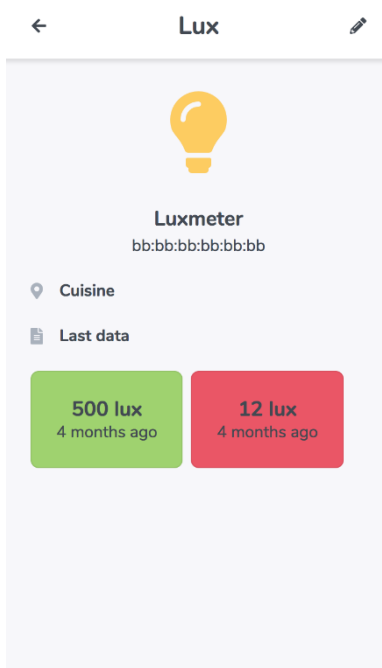 Lux
Luxmeter
bb:bb:bb:bb:bb:bb
Cuisine
Last data
500 lux
4 months ago
12 lux
4 months ago